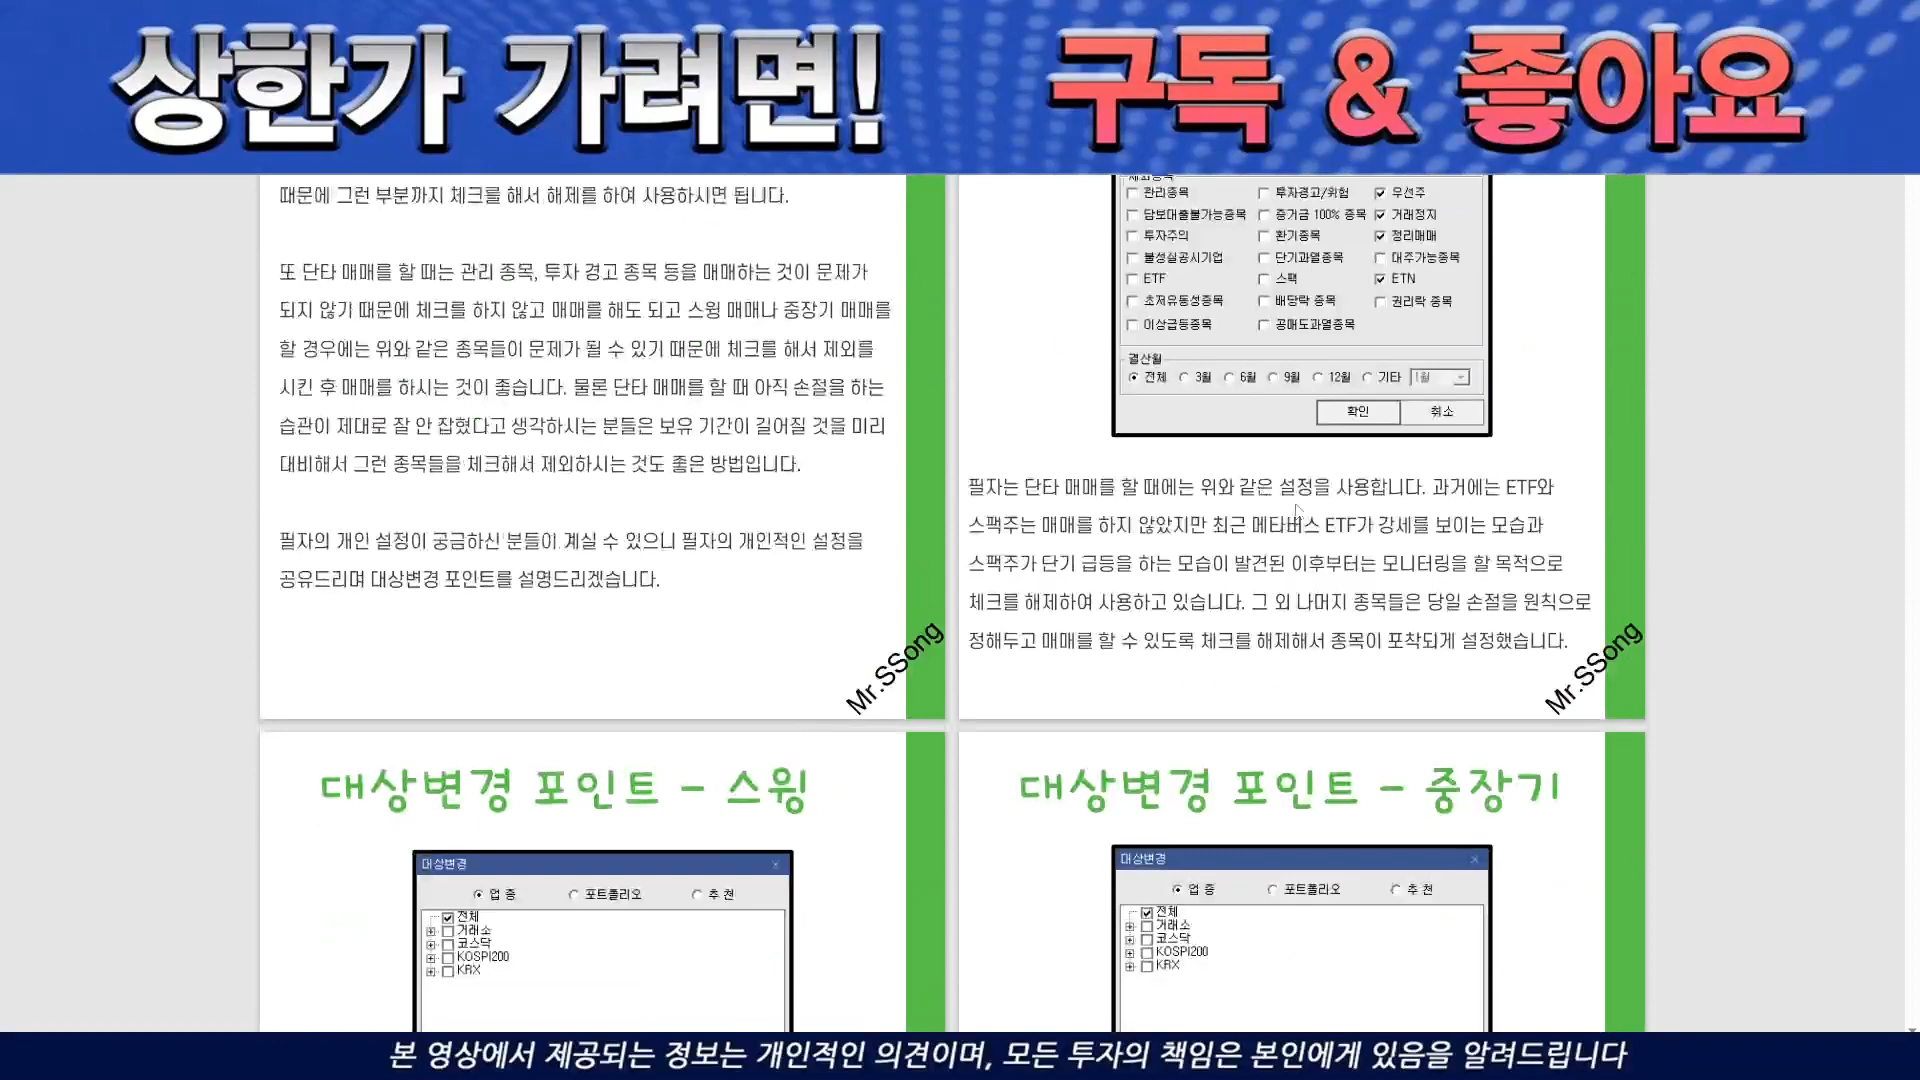 상한가 가려면! 구독 & 좋아요
때문에 그런 부분까지 체크를 해서 해제를 하여 사용하시면 됩니다.
또 단타 매매를 할 때는 관리 종목, 투자 경고 종목 등을 매매하는 것이 문제가
되지 않기 때문에 체크를 하지 않고 매매를 해도 되고 스윙 매매나 중장기 매매를
할 경우에는 위와 같은 종목들이 문제가 될 수 있기 때문에 체크를 해서 제외를
시킨 후 매매를 하시는 것이 좋습니다. 물론 단타 매매를 할 때 아직 손절을 하는
습관이 제대로 잘 안 잡혔다고 생각하시는 분들은 보유 기간이 길어질 것을 미리
대비해서 그런 종목들을 체크해서 제외하시는 것도 좋은 방법입니다.
필자의 개인 설정이 궁금하신 분들이 계실 수 있으니 필자의 개인적인 설정을
공유드리며 대상변경 포인트를 설명드리겠습니다.
Mr.SSong
관리종목 투자경고/위험 우선주
담보대출불가능종목 증거금 100% 종목 거래정지
투자주의 환기종목 정리매매
불성실공시기업 단기과열종목 대주가능종목
ETF 스팩 ETN
초저유동성종목 배당락 종목 권리락 종목
이상급등종목 공매도과열종목
결산월
전체 3월 6월 9월 12월 기타 1월
확인 취소
필자는 단타 매매를 할 때에는 위와 같은 설정을 사용합니다. 과거에는 ETF와
스팩주는 매매를 하지 않았지만 최근 메타버스 ETF가 강세를 보이는 모습과
스팩주가 단기 급등을 하는 모습이 발견된 이후부터는 모니터링을 할 목적으로
체크를 해제하여 사용하고 있습니다. 그 외 나머지 종목들은 당일 손절을 원칙으로
정해두고 매매를 할 수 있도록 체크를 해제해서 종목이 포착되게 설정했습니다.
Mr.SSong
대상변경 포인트 - 스윙
대상변경
업 종 포트폴리오 추 천
전체
거래소
코스닥
KOSPI200
KRX
대상변경 포인트 - 중장기
대상변경
업 종 포트폴리오 추 천
전체
거래소
코스닥
KOSPI200
KRX
본 영상에서 제공되는 정보는 개인적인 의견이며, 모든 투자의 책임은 본인에게 있음을 알려드립니다